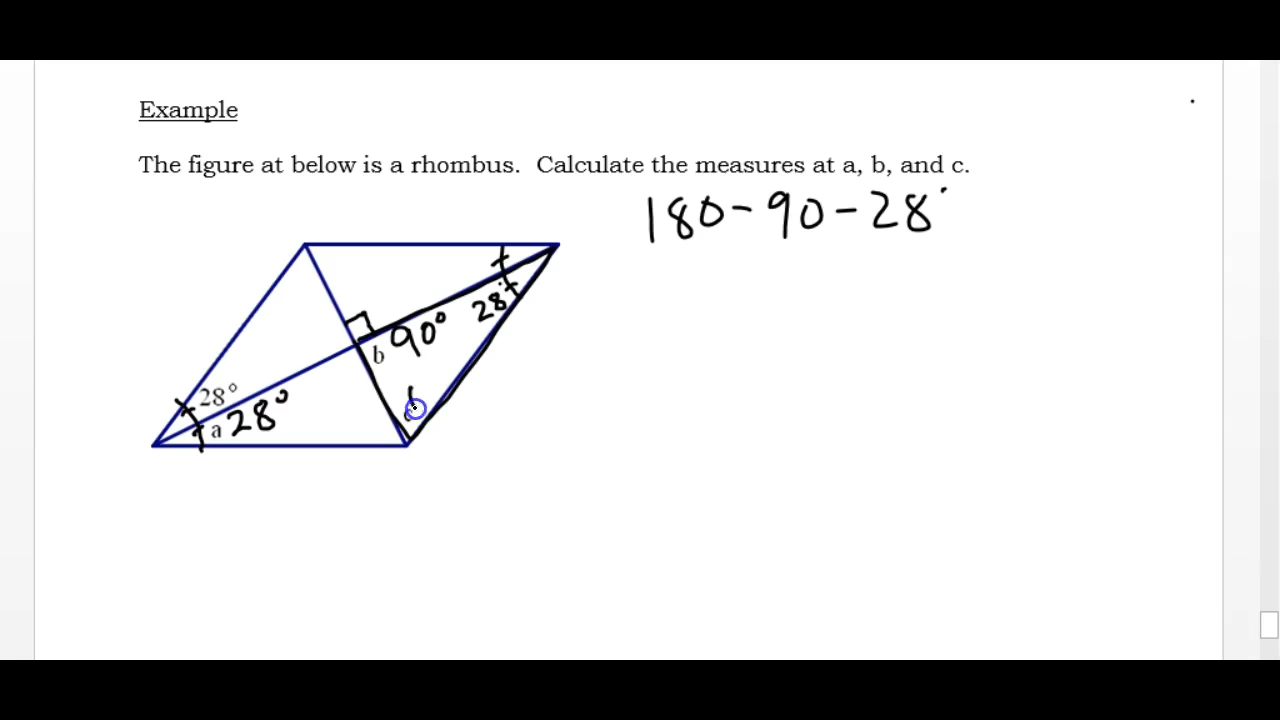 Example
The figure at below is a rhombus. Calculate the measures at a, b, and c.
180-90-28
28°
b 90°
28°
a 28°